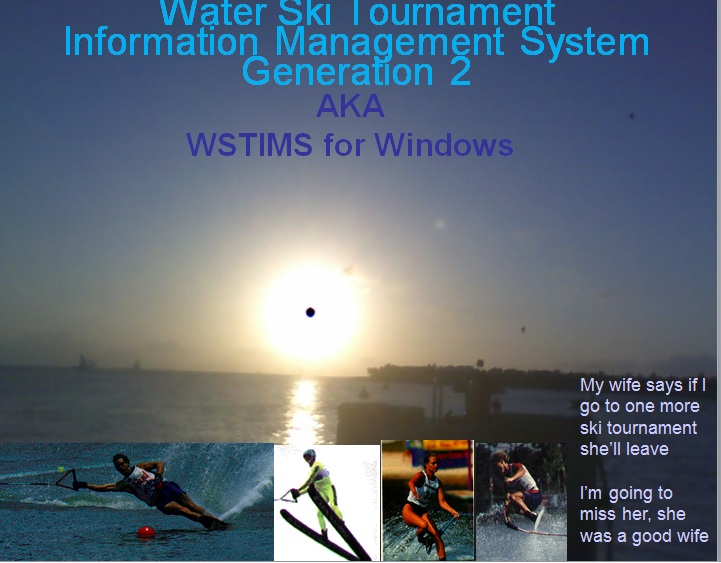 Water Ski Tournament
Information Management System
Generation 2
AKA
WSTIMS for Windows
My wife says if I
go to one more
ski tournament
she'll leave
I'm going to
miss her, she
was a good wife